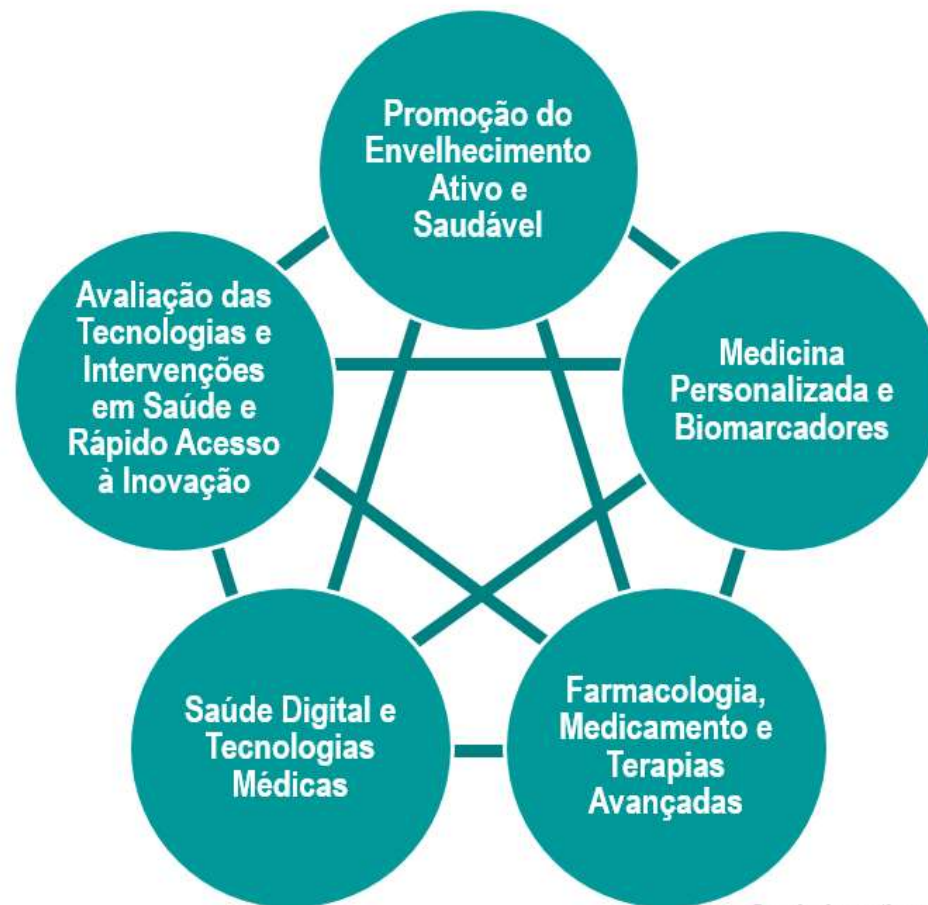 Promoção do
Envelhecimento
Ativo e
Saudável
Avaliação das
Tecnologias e
Intervenções
em Saúde e
Rápido Acesso
à Inovação
Medicina
Personalizada e
Biomarcadores
Saúde Digital e
Tecnologias
Médicas
Farmacologia,
Medicamento e
Terapias
Avançadas